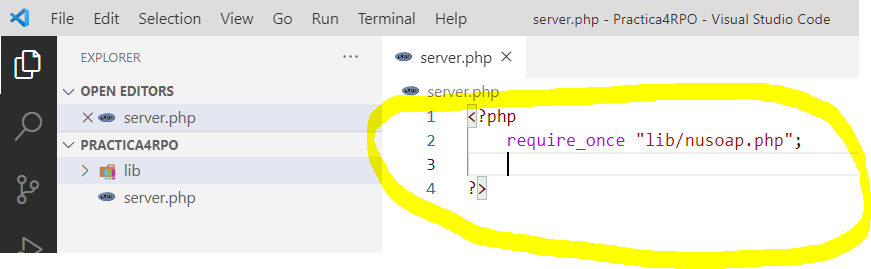 File Edit Selection View Go Run Terminal Help server.php - Practica4RPO - Visual Studio Code
EXPLORER ...
server.php
OPEN EDITORS
server.php
PRACTICA4RPO
lib
server.php
server.php
1 <?php
2 require_once "lib/nusoap.php";
3
4 ?>